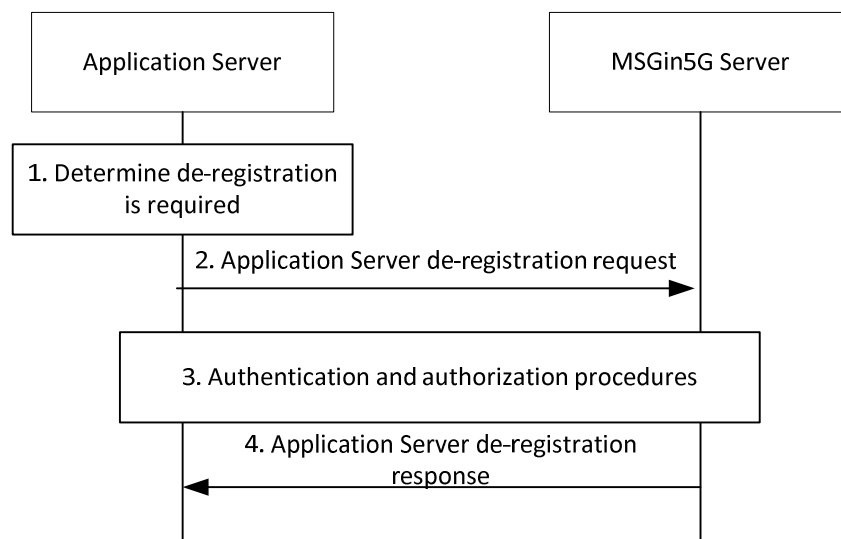 Application Server
MSGin5G Server
1. Determine de-registration
is required
2. Application Server de-registration request
3. Authentication and authorization procedures
4. Application Server de-registration
response